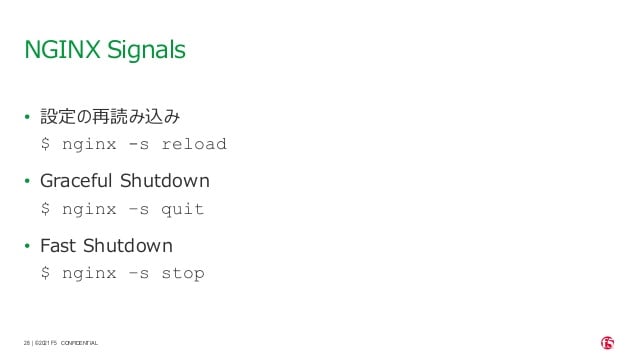 NGINX Signals
• 設定の再読み込み
$ nginx -s reload
• Graceful Shutdown
$ nginx –s quit
• Fast Shutdown
$ nginx –s stop
28 | ©2021 F5 CONFIDENTIAL
f5